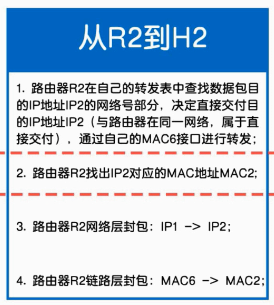 从R2到H2
1. 路由器R2在自己的转发表中查找数据包目
的IP地址IP2的网络号部分，决定直接交付目
的IP地址IP2（与路由器在同一网络，属于直
接交付），通过自己的MAC6接口进行转发;
2. 路由器R2找出IP2对应的MAC地址MAC2;
3. 路由器R2网络层封包：IP1 -> IP2;
4. 路由器R2链路层封包：MAC6 -> MAC2;